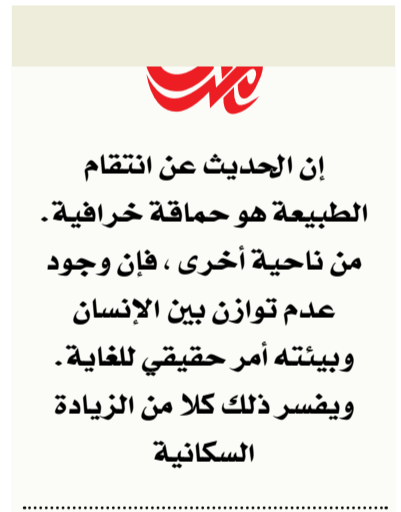 إن الحديث عن انتقام
الطبيعة هو حماقة خرافية.
من ناحية أخرى ، فإن وجود
عدم توازن بين الإنسان
وبيئته أمر حقيقي للغاية.
ويفسر ذلك كلا من الزيادة
السكانية